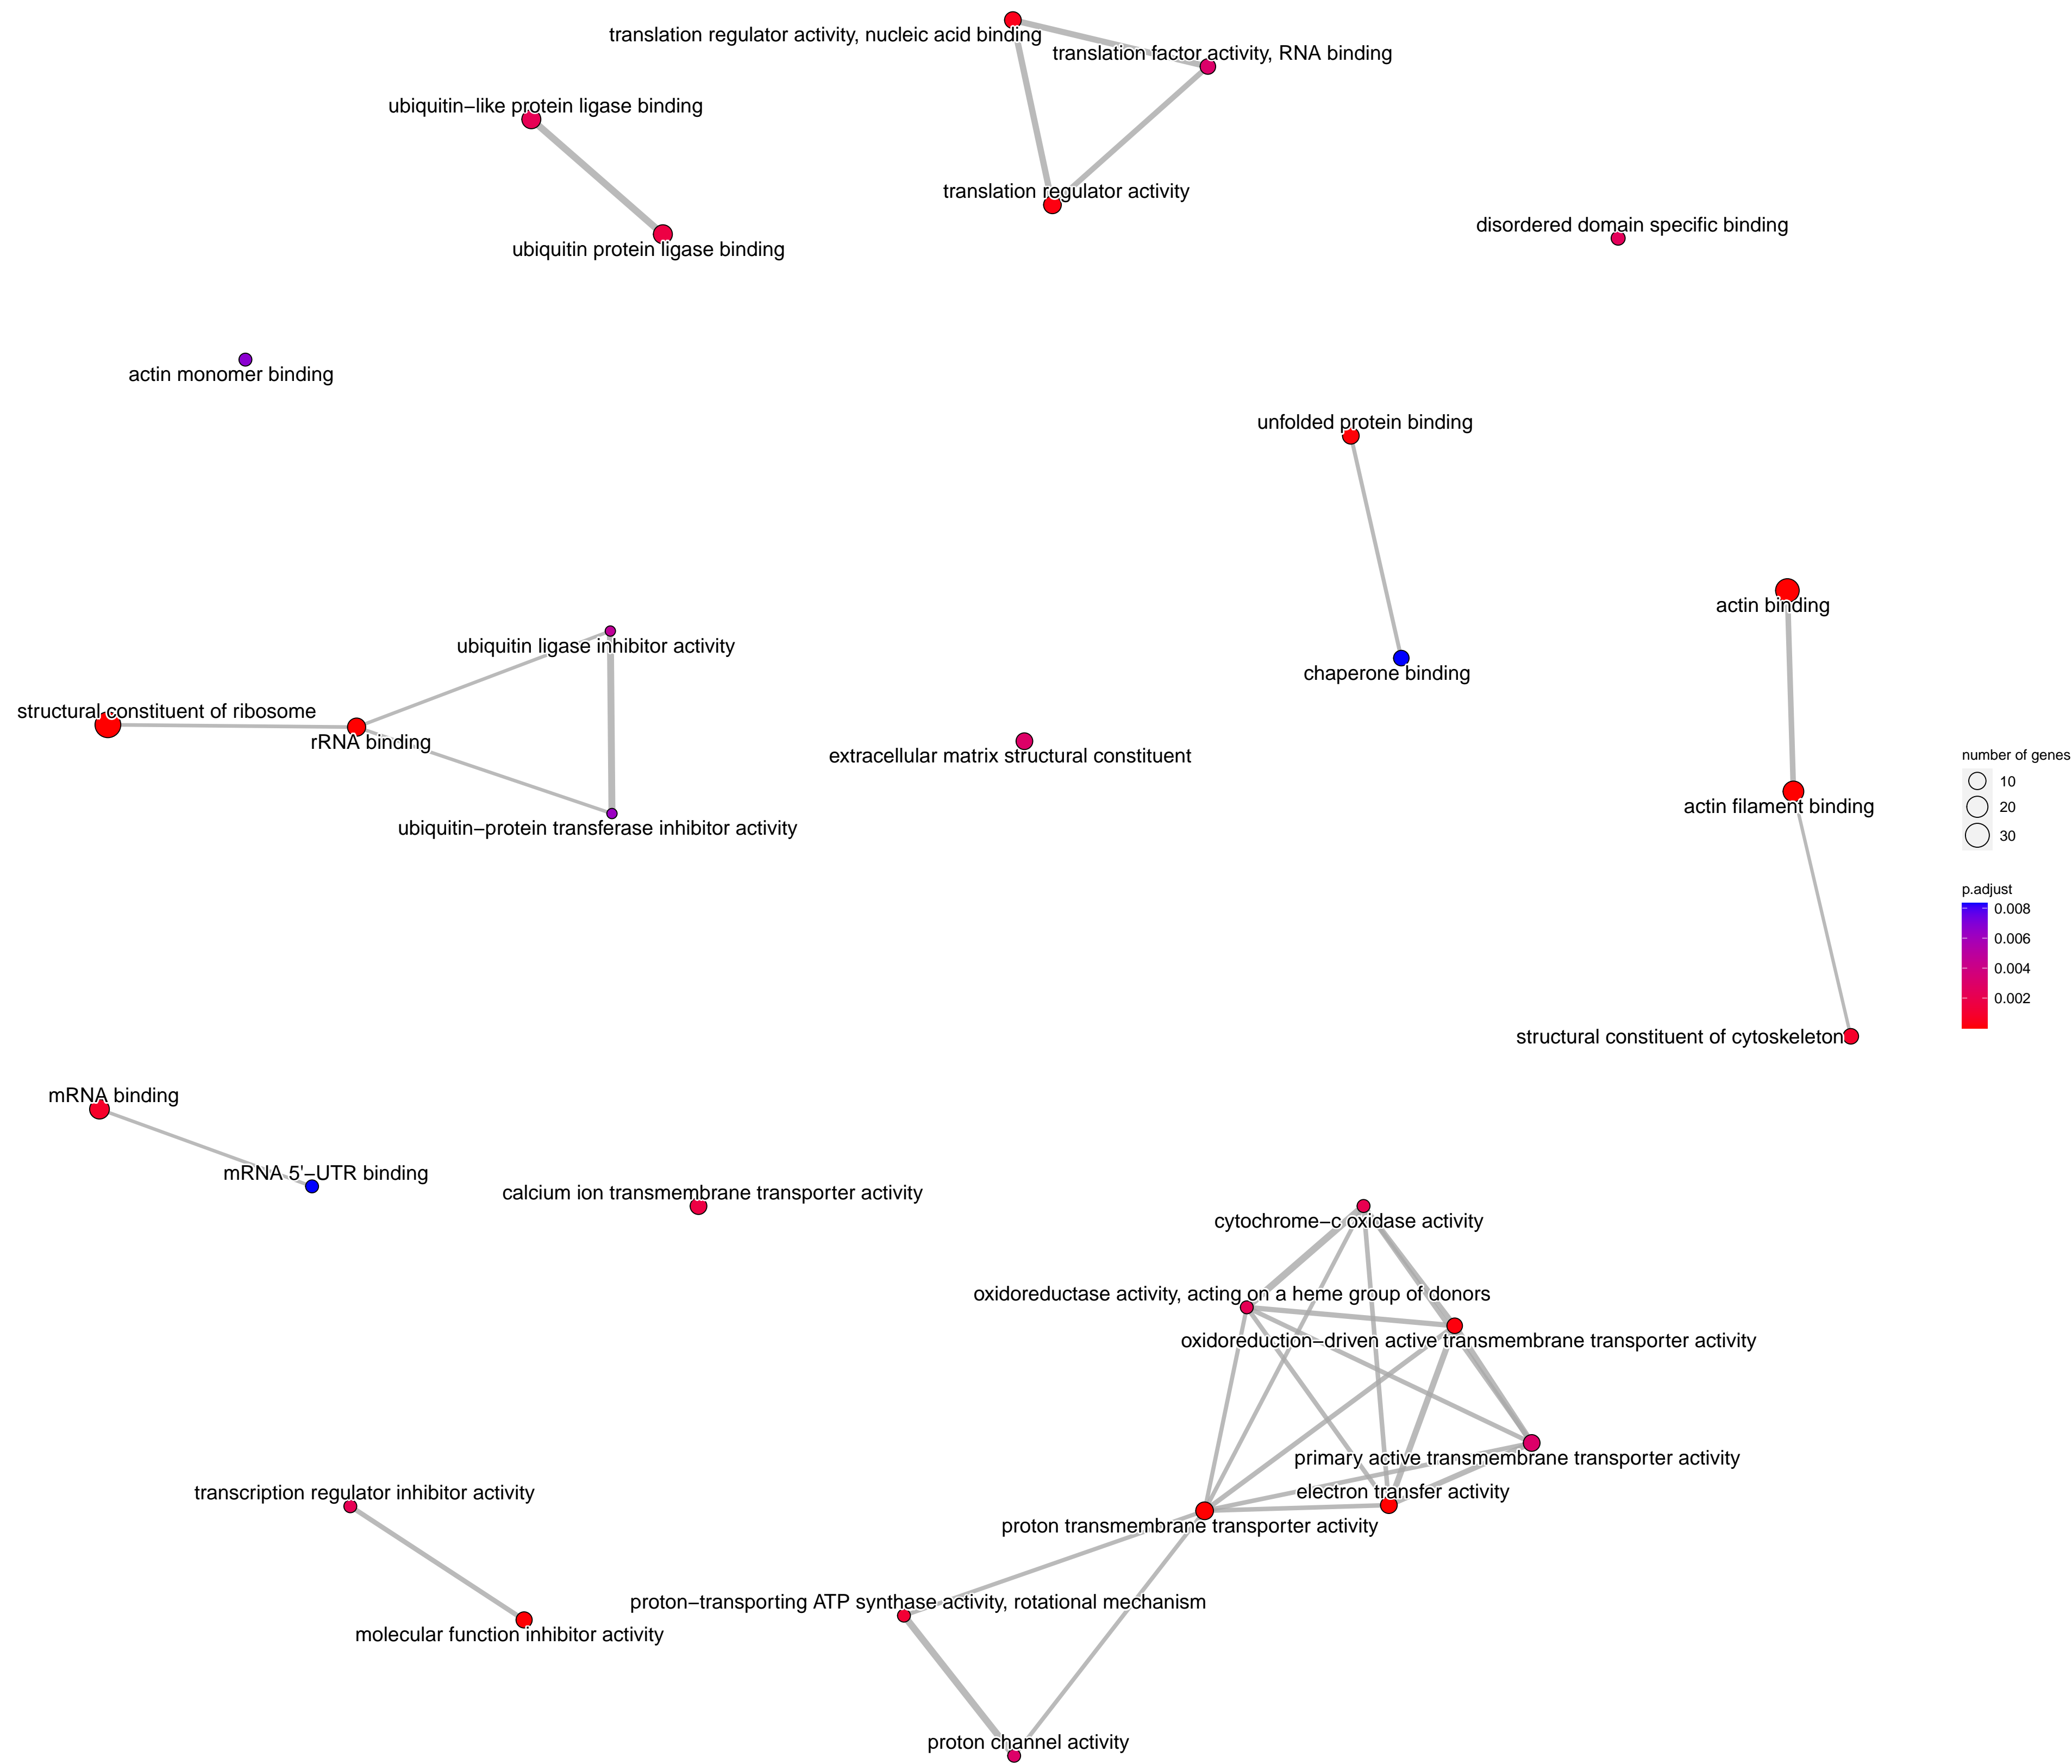 translation regulator activity, nucleic acid binding
translation factor activity, RNA binding
ubiquitin−like protein ligase binding
translation regulator activity
disordered domain specific binding
ubiquitin protein ligase binding
actin monomer binding
unfolded protein binding
actin binding
ubiquitin ligase inhibitor activity
chaperone binding
structural constituent of ribosome
rRNA binding
extracellular matrix structural constituent
number of genes
10
20
30
actin filament binding
ubiquitin−protein transferase inhibitor activity
p.adjust
0.008
0.006
0.004
0.002
structural constituent of cytoskeleton
mRNA binding
mRNA 5'−UTR binding
calcium ion transmembrane transporter activity
cytochrome−c oxidase activity
oxidoreductase activity, acting on a heme group of donors
oxidoreduction−driven active transmembrane transporter activity
primary active transmembrane transporter activity
transcription regulator inhibitor activity
electron transfer activity
proton transmembrane transporter activity
proton−transporting ATP synthase activity, rotational mechanism
molecular function inhibitor activity
proton channel activity